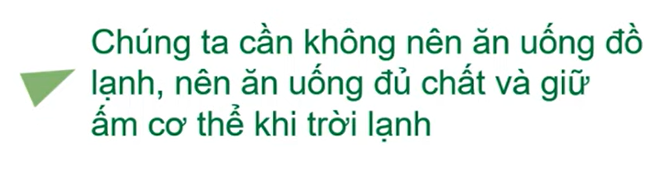 Chúng ta cần không nên ăn uống đồ
lạnh, nên ăn uống đủ chất và giữ
ấm cơ thể khi trời lạnh